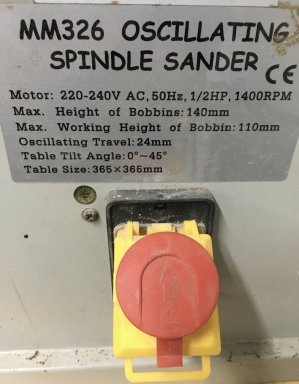 MM326 OSCILLATING
SPINDLE SANDER
CE
Motor: 220-240V AC,50Hz,1/2HP,1400RPM
Max. Height of Bobbins:140mm
Max. Working Height of Bobbin:110mm
Oscillating Travel:24mm
Table Tilt Angle:0°~45°
Table Size:365×365mm